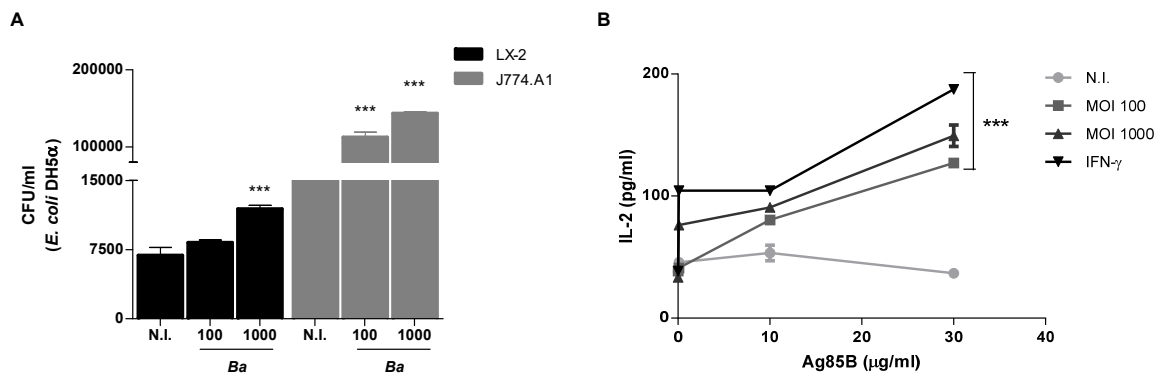 A
LX-2
J774.A1
200000
100000
15000
7500
0
CFU/ml
(E. coli DH5α)
***
***
***
N.I.
100
1000
N.I.
100
1000
Ba
Ba
B
200
100
0
IL-2 (pg/ml)
0
10
20
30
40
Ag85B (μg/ml)
***
N.I.
MOI 100
MOI 1000
IFN-γ